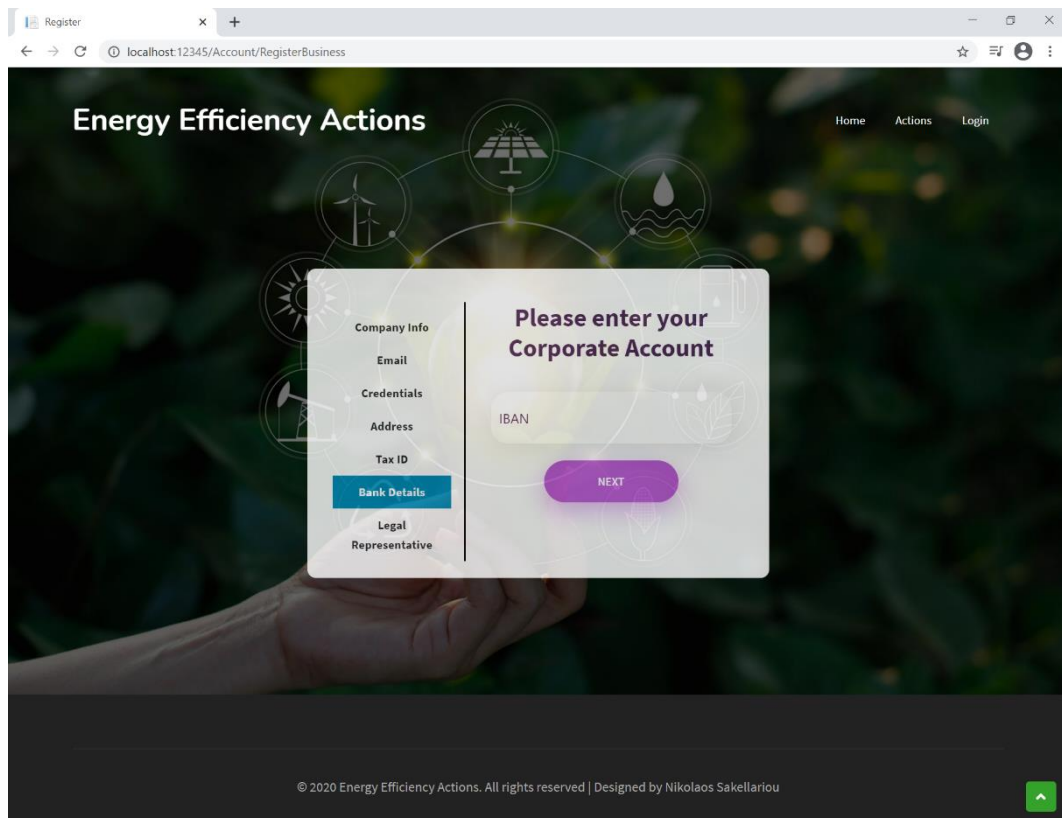 Register
localhost:12345/Account/RegisterBusiness
Energy Efficiency Actions
Home Actions Login
Company Info
Email
Credentials
Address
Tax ID
Bank Details
Legal
Representative
Please enter your
Corporate Account
IBAN
NEXT
© 2020 Energy Efficiency Actions. All rights reserved | Designed by Nikolaos Sakellariou